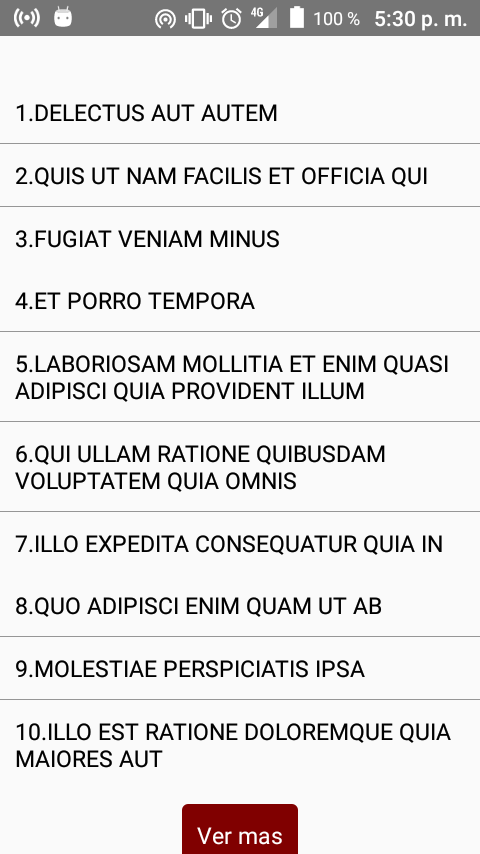 4G 100 % 5:30 p. m.
1.DELECTUS AUT AUTEM
2.QUIS UT NAM FACILIS ET OFFICIA QUI
3.FUGIAT VENIAM MINUS
4.ET PORRO TEMPORA
5.LABORIOSAM MOLLITIA ET ENIM QUASI
ADIPISCI QUIA PROVIDENT ILLUM
6.QUI ULLAM RATIONE QUIBUSDAM
VOLUPTATEM QUIA OMNIS
7.ILLO EXPEDITA CONSEQUATUR QUIA IN
8.QUO ADIPISCI ENIM QUAM UT AB
9.MOLESTIAE PERSPICIATIS IPSA
10.ILLO EST RATIONE DOLOREMQUE QUIA
MAIORES AUT
Ver mas